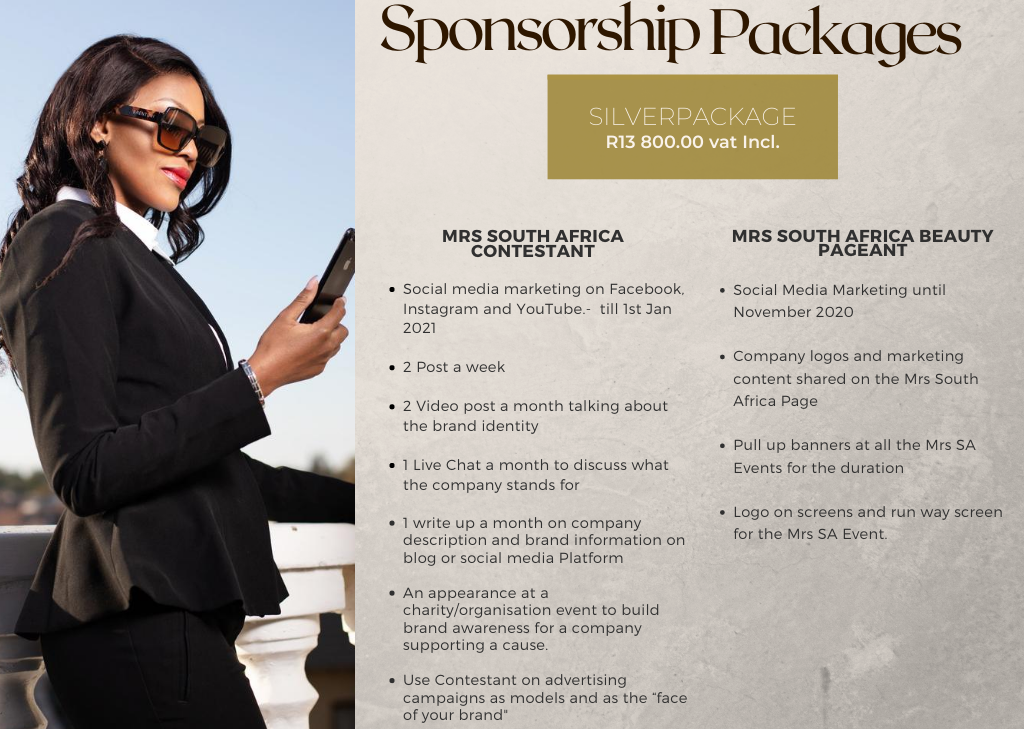 Sponsorship Packages
SILVERPACKAGE
R13 800.00 vat Incl.
MRS SOUTH AFRICA
CONTESTANT
• Social media marketing on Facebook,
Instagram and YouTube.- till 1st Jan
2021
• 2 Post a week
• 2 Video post a month talking about
the brand identity
• 1 Live Chat a month to discuss what
the company stands for
• 1 write up a month on company
description and brand information on
blog or social media Platform
• An appearance at a
charity/organisation event to build
brand awareness for a company
supporting a cause.
• Use Contestant on advertising
campaigns as models and as the “face
of your brand"
MRS SOUTH AFRICA BEAUTY
PAGEANT
• Social Media Marketing until
November 2020
• Company logos and marketing
content shared on the Mrs South
Africa Page
• Pull up banners at all the Mrs SA
Events for the duration
• Logo on screens and run way screen
for the Mrs SA Event.